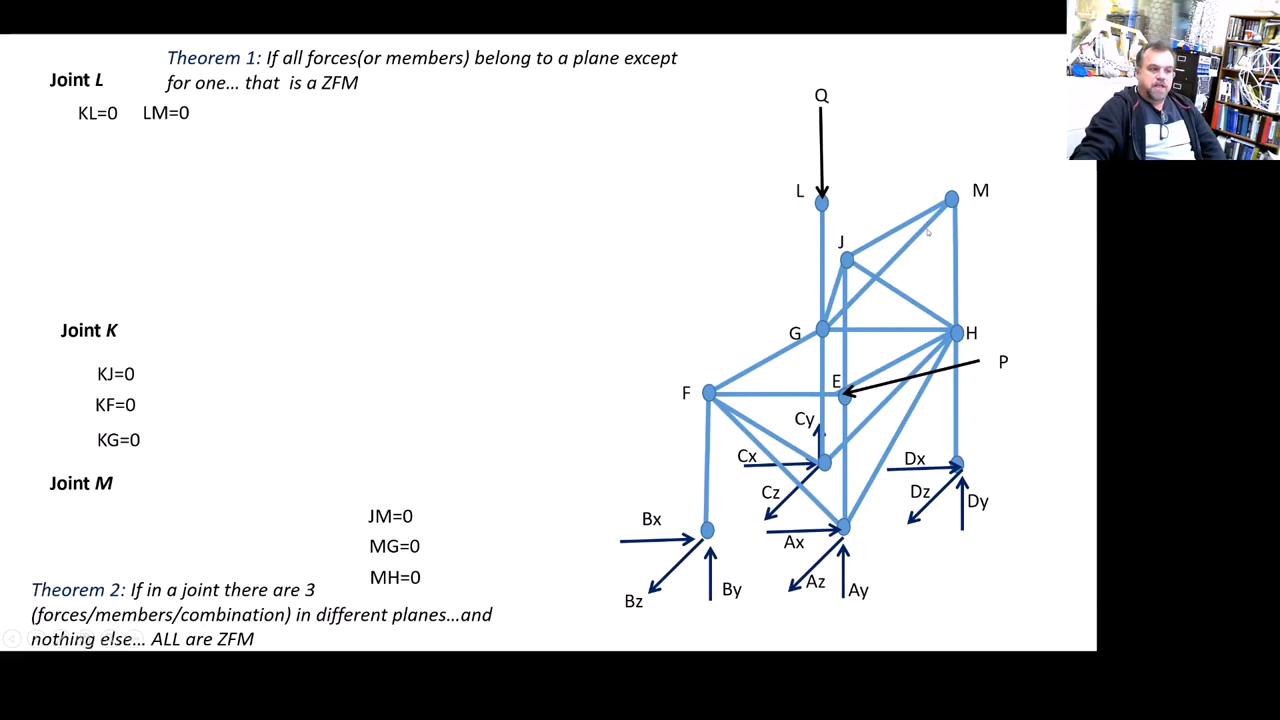 Theorem 1: If all forces(or members) belong to a plane except
for one... that  is a ZFM
Joint L
KL=0 LM=0
Q
L
M
J
G
H
P
E
F
Joint K
KJ=0
KF=0
KG=0
Cy
Cx
Cz
Dx
Dz
Dy
Joint M
JM=0
MG=0
MH=0
Bx
Ax
Az
Ay
By
Bz
Theorem 2: If in a joint there are 3
(forces/members/combination) in different planes...and
nothing else... ALL are ZFM